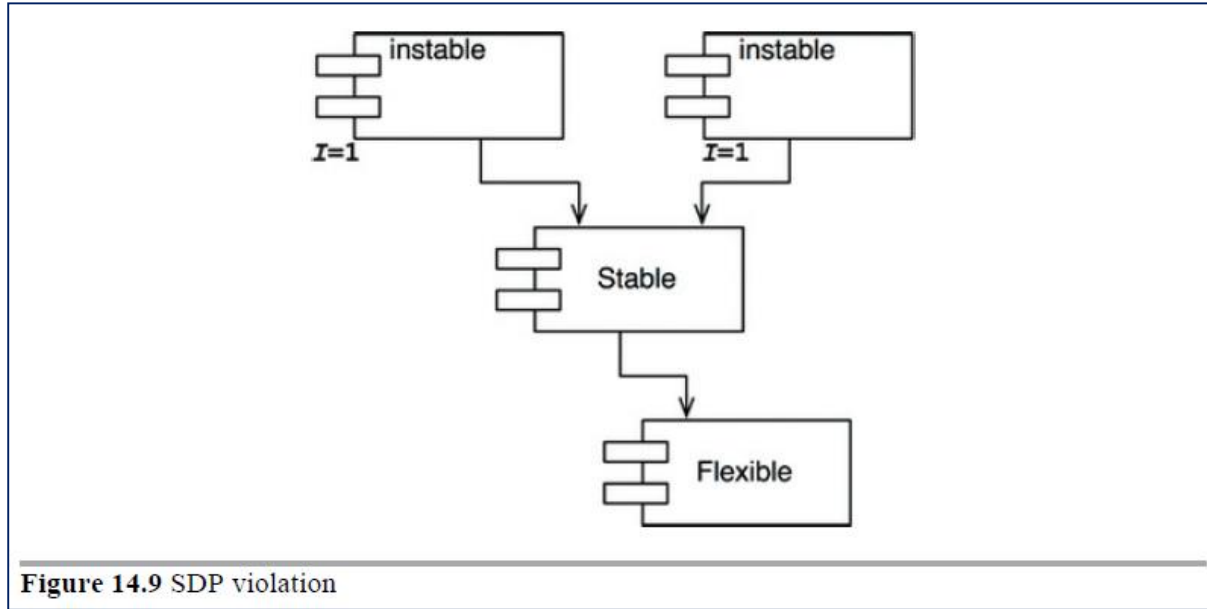 instable
instable
I=1
I=1
Stable
Flexible
Figure 14.9 SDP violation